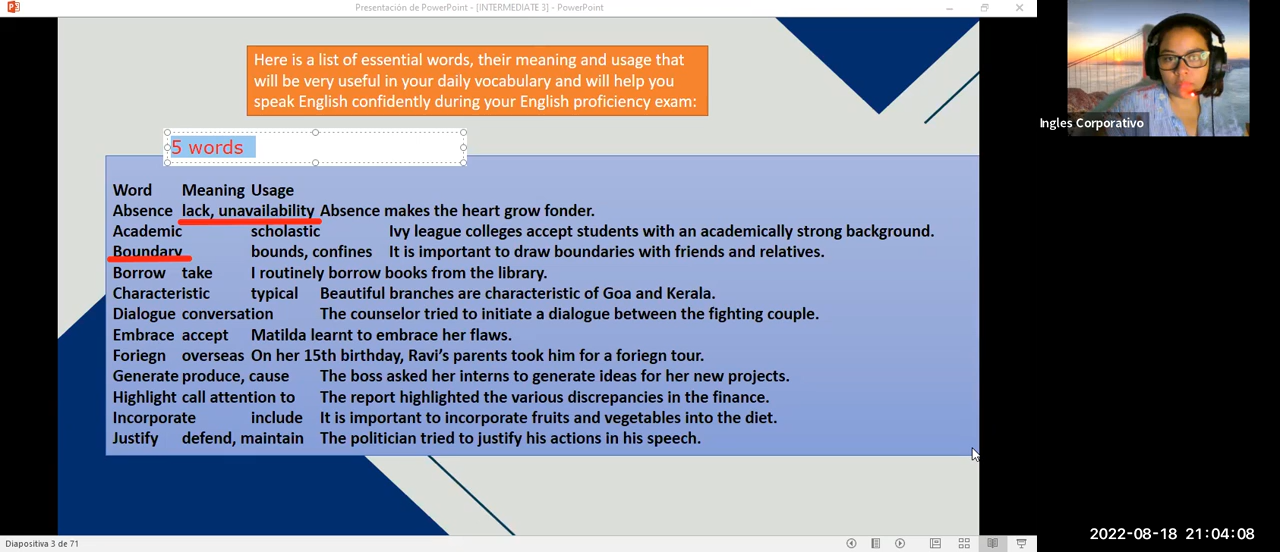 Presentación de PowerPoint - [INTERMEDIATE 3] - PowerPoint
Here is a list of essential words, their meaning and usage that
will be very useful in your daily vocabulary and will help you
speak English confidently during your English proficiency exam:
Ingles Corporativo
5 words
Word Meaning Usage
Absence lack, unavailability Absence makes the heart grow fonder.
Academic scholastic Ivy league colleges accept students with an academically strong background.
Boundary bounds, confines It is important to draw boundaries with friends and relatives.
Borrow take I routinely borrow books from the library.
Characteristic typical Beautiful branches are characteristic of Goa and Kerala.
Dialogue conversation The counselor tried to initiate a dialogue between the fighting couple.
Embrace accept Matilda learnt to embrace her flaws.
Foriegn overseas On her 15th birthday, Ravi’s parents took him for a foriegn tour.
Generate produce, cause The boss asked her interns to generate ideas for her new projects.
Highlight call attention to The report highlighted the various discrepancies in the finance.
Incorporate include It is important to incorporate fruits and vegetables into the diet.
Justify defend, maintain The politician tried to justify his actions in his speech.
Diapositiva 3 de 71
2022-08-18 21:04:08